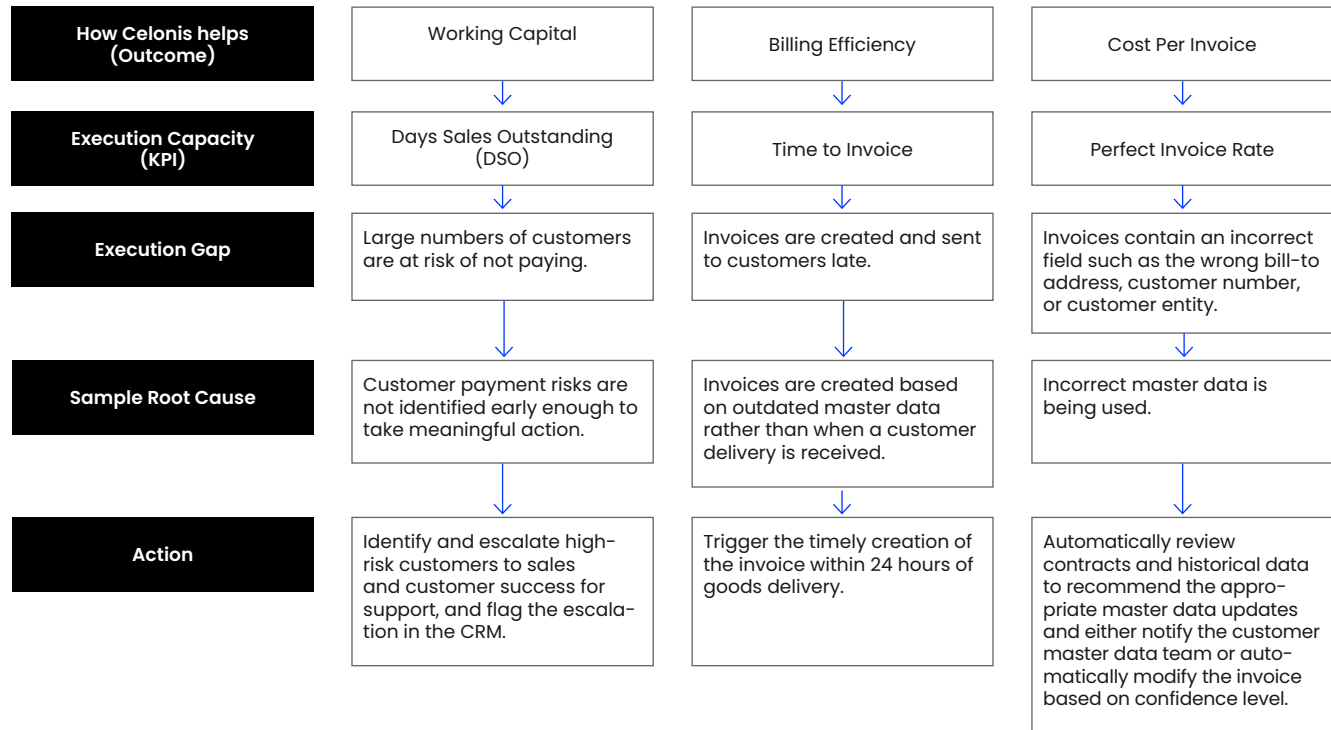 How Celonis helps
(Outcome)
Working Capital
Billing Efficiency
Cost Per Invoice
Execution Capacity
(KPI)
Days Sales Outstanding
(DSO)
Time to Invoice
Perfect Invoice Rate
Execution Gap
Large numbers of customers
are at risk of not paying.
Invoices are created and sent
to customers late.
Invoices contain an incorrect
field such as the wrong bill-to
address, customer number,
or customer entity.
Sample Root Cause
Customer payment risks are
not identified early enough to
take meaningful action.
Invoices are created based
on outdated master data
rather than when a customer
delivery is received.
Incorrect master data is
being used.
Action
Identify and escalate high-
risk customers to sales
and customer success for
support, and flag the escala-
tion in the CRM.
Trigger the timely creation of
the invoice within 24 hours of
goods delivery.
Automatically review
contracts and historical data
to recommend the appro-
priate master data updates
and either notify the customer
master data team or auto-
matically modify the invoice
based on confidence level.